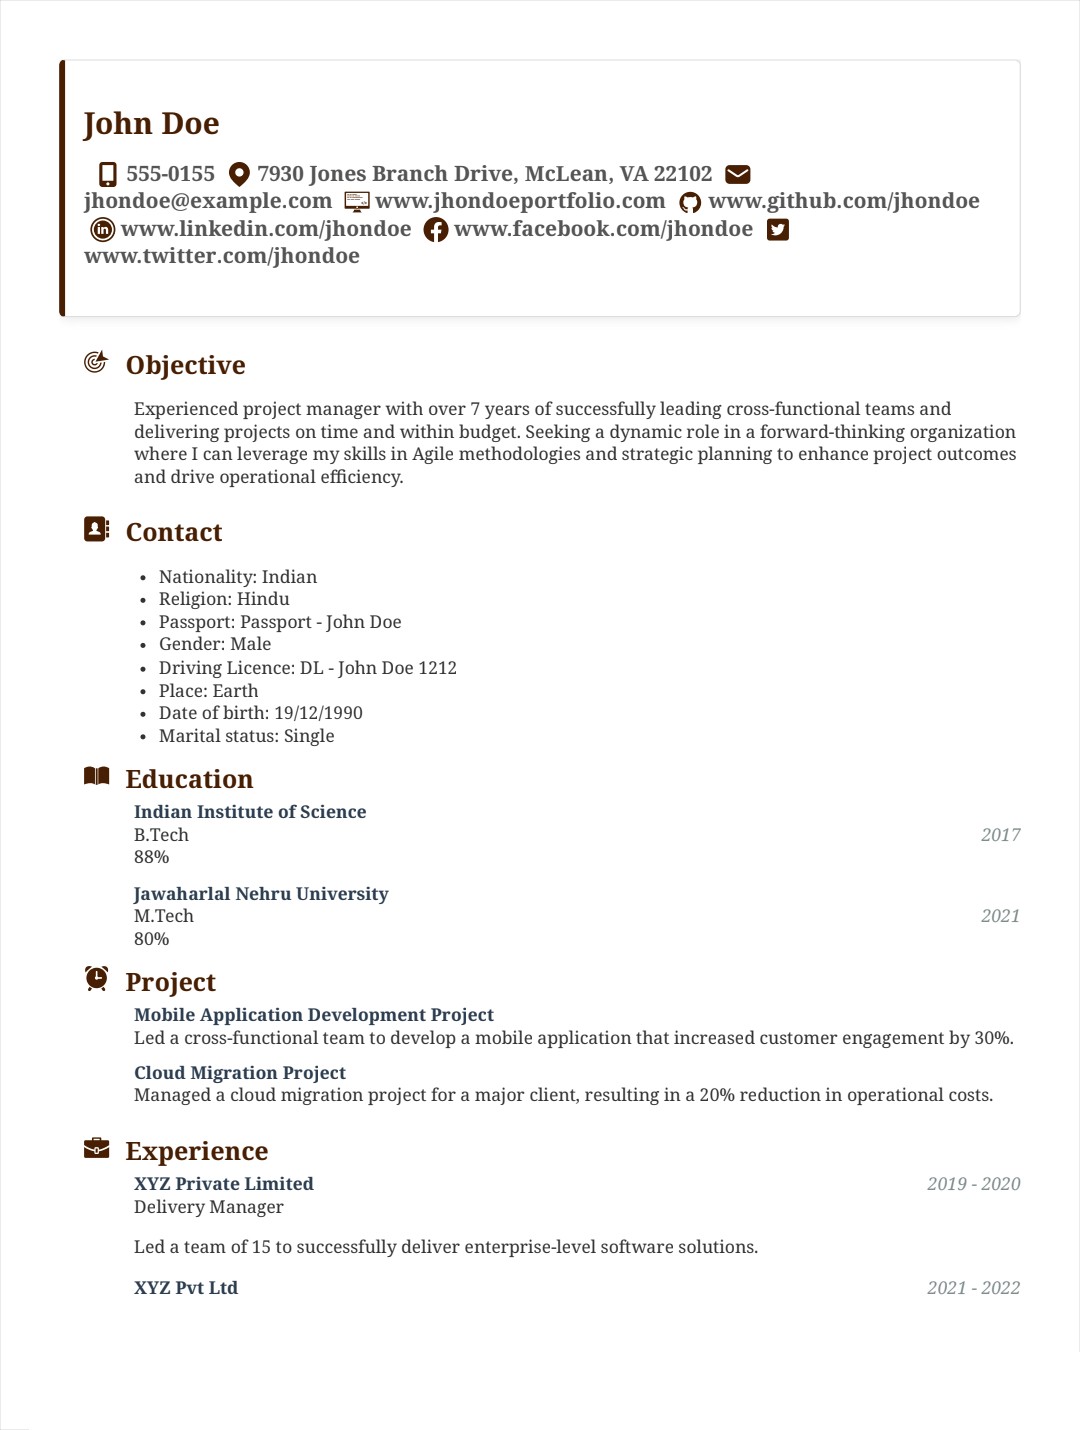 John Doe
555-0155 7930 Jones Branch Drive, McLean, VA 22102
jhondoe@example.com www.jhondoeportfolio.com www.github.com/jhondoe
www.linkedin.com/jhondoe www.facebook.com/jhondoe
www.twitter.com/jhondoe
Objective
Experienced project manager with over 7 years of successfully leading cross-functional teams and
delivering projects on time and within budget. Seeking a dynamic role in a forward-thinking organization
where I can leverage my skills in Agile methodologies and strategic planning to enhance project outcomes
and drive operational efficiency.
Contact
• Nationality: Indian
• Religion: Hindu
• Passport: Passport - John Doe
• Gender: Male
• Driving Licence: DL - John Doe 1212
• Place: Earth
• Date of birth: 19/12/1990
• Marital status: Single
Education
Indian Institute of Science
B.Tech 2017
88%
Jawaharlal Nehru University
M.Tech 2021
80%
Project
Mobile Application Development Project
Led a cross-functional team to develop a mobile application that increased customer engagement by 30%.
Cloud Migration Project
Managed a cloud migration project for a major client, resulting in a 20% reduction in operational costs.
Experience
XYZ Private Limited 2019 - 2020
Delivery Manager
Led a team of 15 to successfully deliver enterprise-level software solutions.
XYZ Pvt Ltd 2021 - 2022